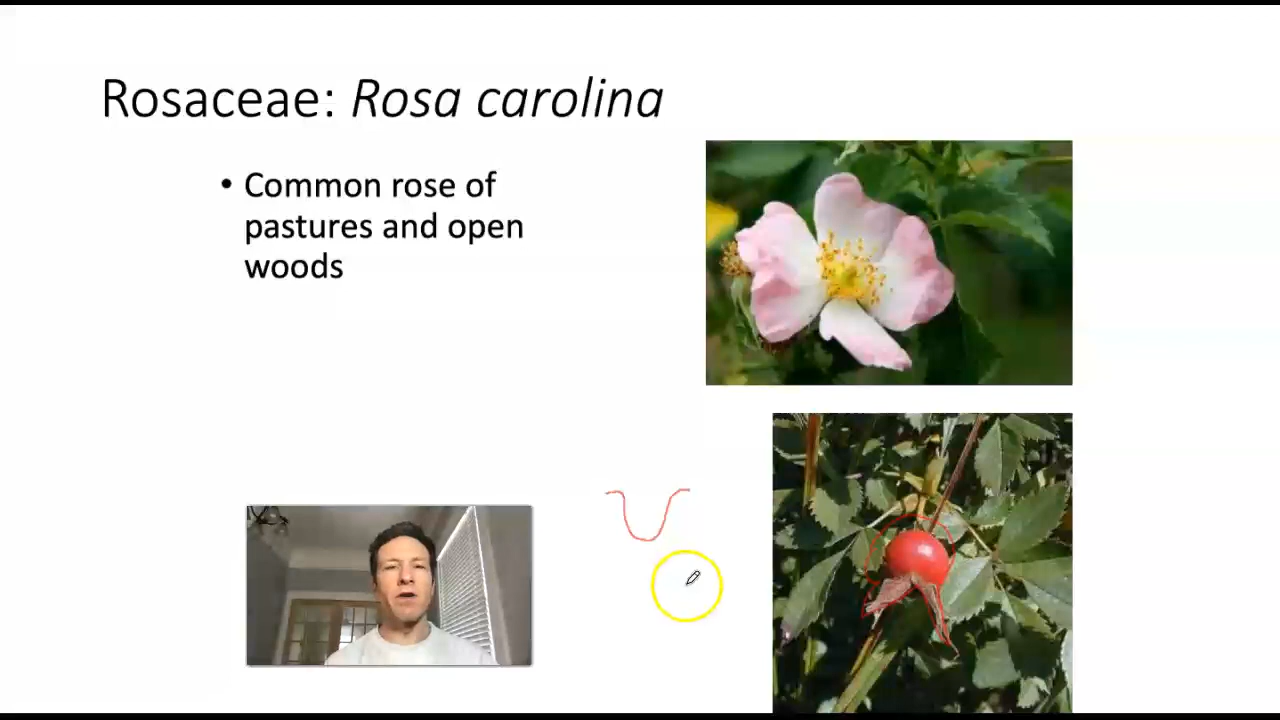 Rosaceae: Rosa carolina
• Common rose of
pastures and open
woods